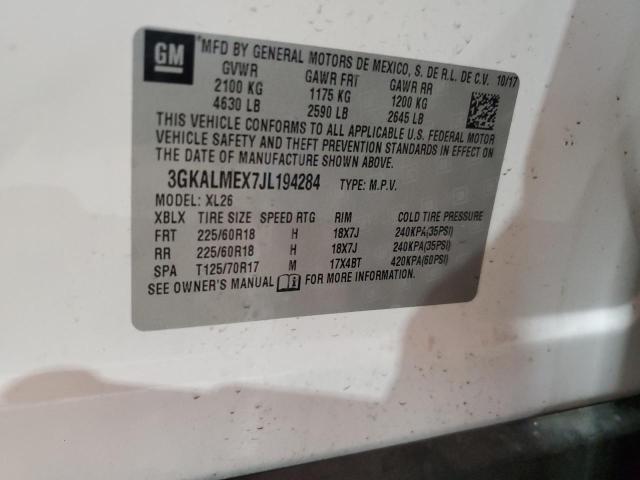 GM
*MFD BY GENERAL MOTORS DE MEXICO, S. DE R.L. DE C.V. 10/17
GVWR GAWR FRT GAWR RR
2100 KG 1175 KG 1200 KG
4630 LB 2590 LB 2645 LB
THIS VEHICLE CONFORMS TO ALL APPLICABLE U.S. FEDERAL MOTOR
VEHICLE SAFETY AND THEFT PREVENTION STANDARDS IN EFFECT ON
THE DATE OF MANUFACTURE SHOWN ABOVE.
3GKALMEX7JL194284 TYPE: M.P.V.
MODEL: XL26
XBLX TIRE SIZE SPEED RTG RIM COLD TIRE PRESSURE
FRT 225/60R18 H 18X7J 240KPA(35PSI)
RR 225/60R18 H 18X7J 240KPA(35PSI)
SPA T125/70R17 M 17X4BT 420KPA(60PSI)
SEE OWNER'S MANUAL FOR MORE INFORMATION.